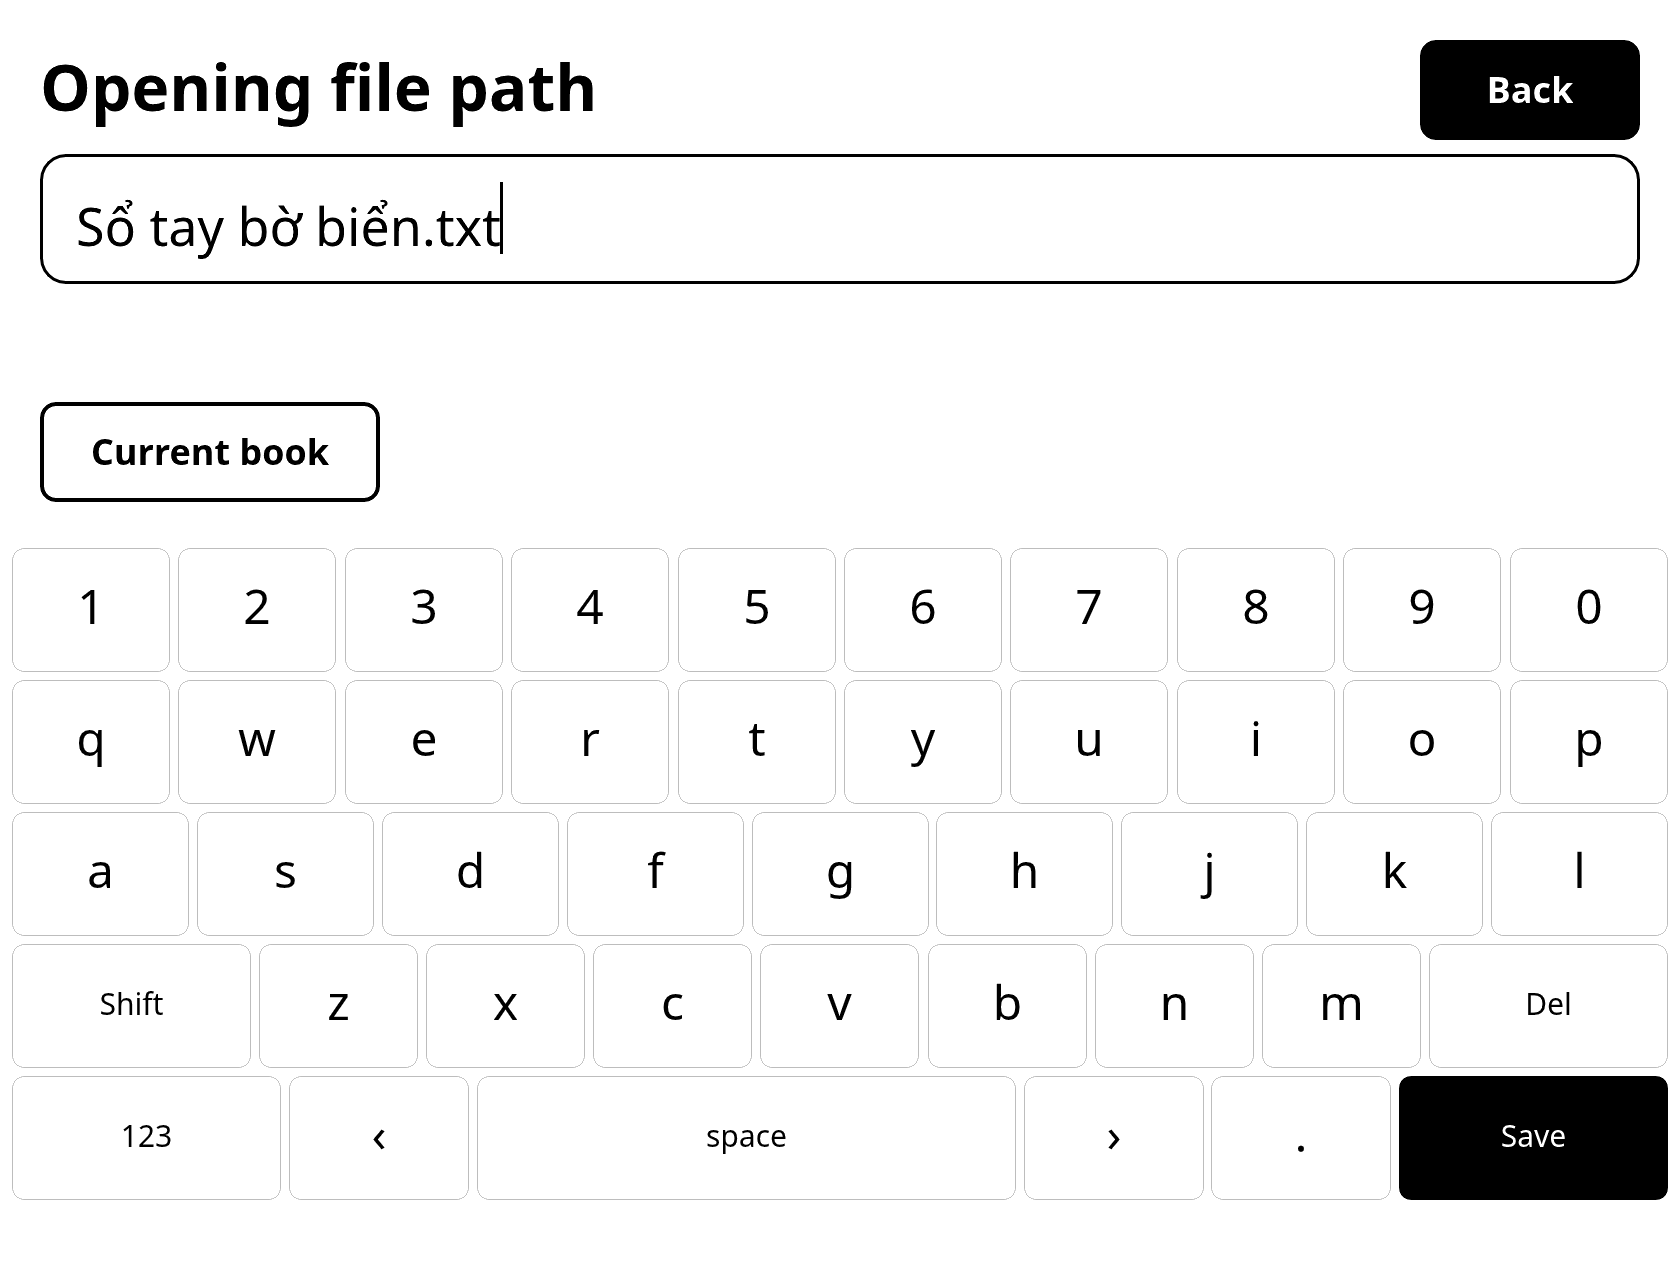 Opening file path
Back
Sổ tay bờ biển.txt
Current book
1 2 3 4 5 6 7 8 9 0
q w e r t y u i o p
a s d f g h j k l
Shift z x c v b n m Del
123 ‹ space › . Save